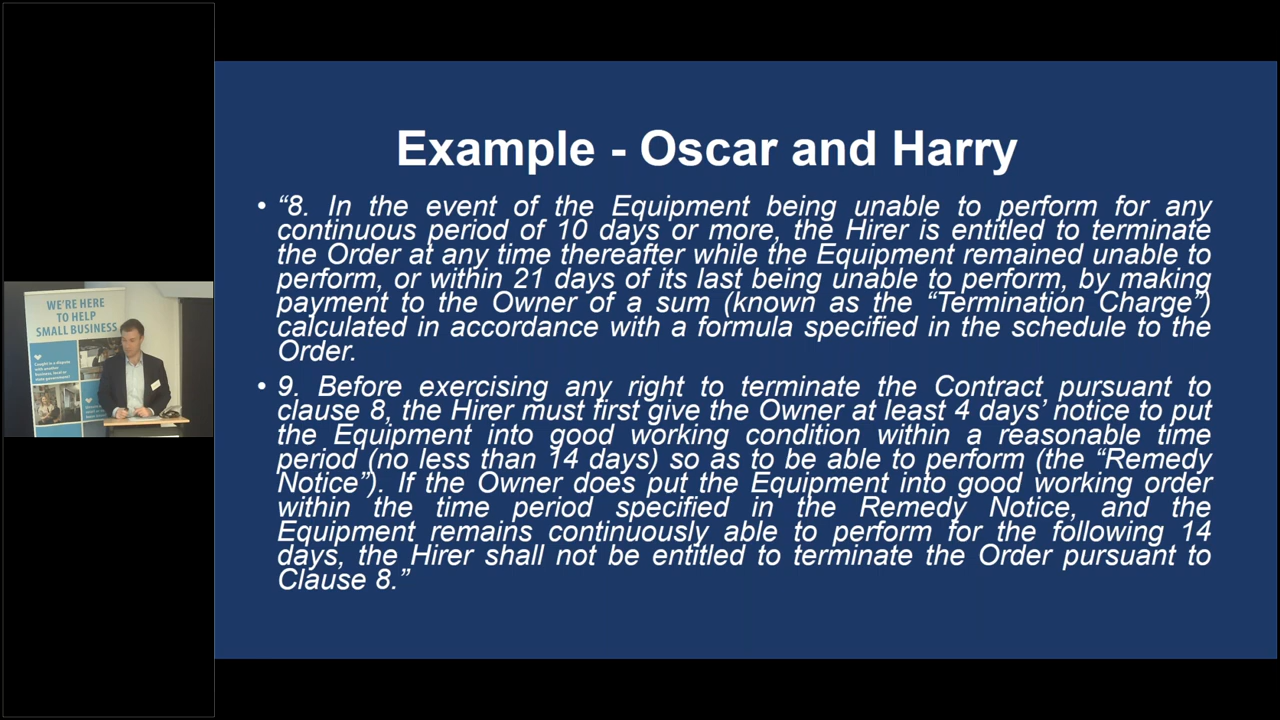 Example - Oscar and Harry
• “8. In the event of the Equipment being unable to perform for any
continuous period of 10 days or more, the Hirer is entitled to terminate
the Order at any time thereafter while the Equipment remained unable to
perform, or within 21 days of its last being unable to perform, by making
payment to the Owner of a sum (known as the “Termination Charge”)
calculated in accordance with a formula specified in the schedule to the
Order.
• 9. Before exercising any right to terminate the Contract pursuant to
clause 8, the Hirer must first give the Owner at least 4 days’ notice to put
the Equipment into good working condition within a reasonable time
period (no less than 14 days) so as to be able to perform (the “Remedy
Notice”). If the Owner does put the Equipment into good working order
within the time period specified in the Remedy Notice, and the
Equipment remains continuously able to perform for the following 14
days, the Hirer shall not be entitled to terminate the Order pursuant to
Clause 8.”
WE'RE HERE
TO HELP
SMALL BUSINESS